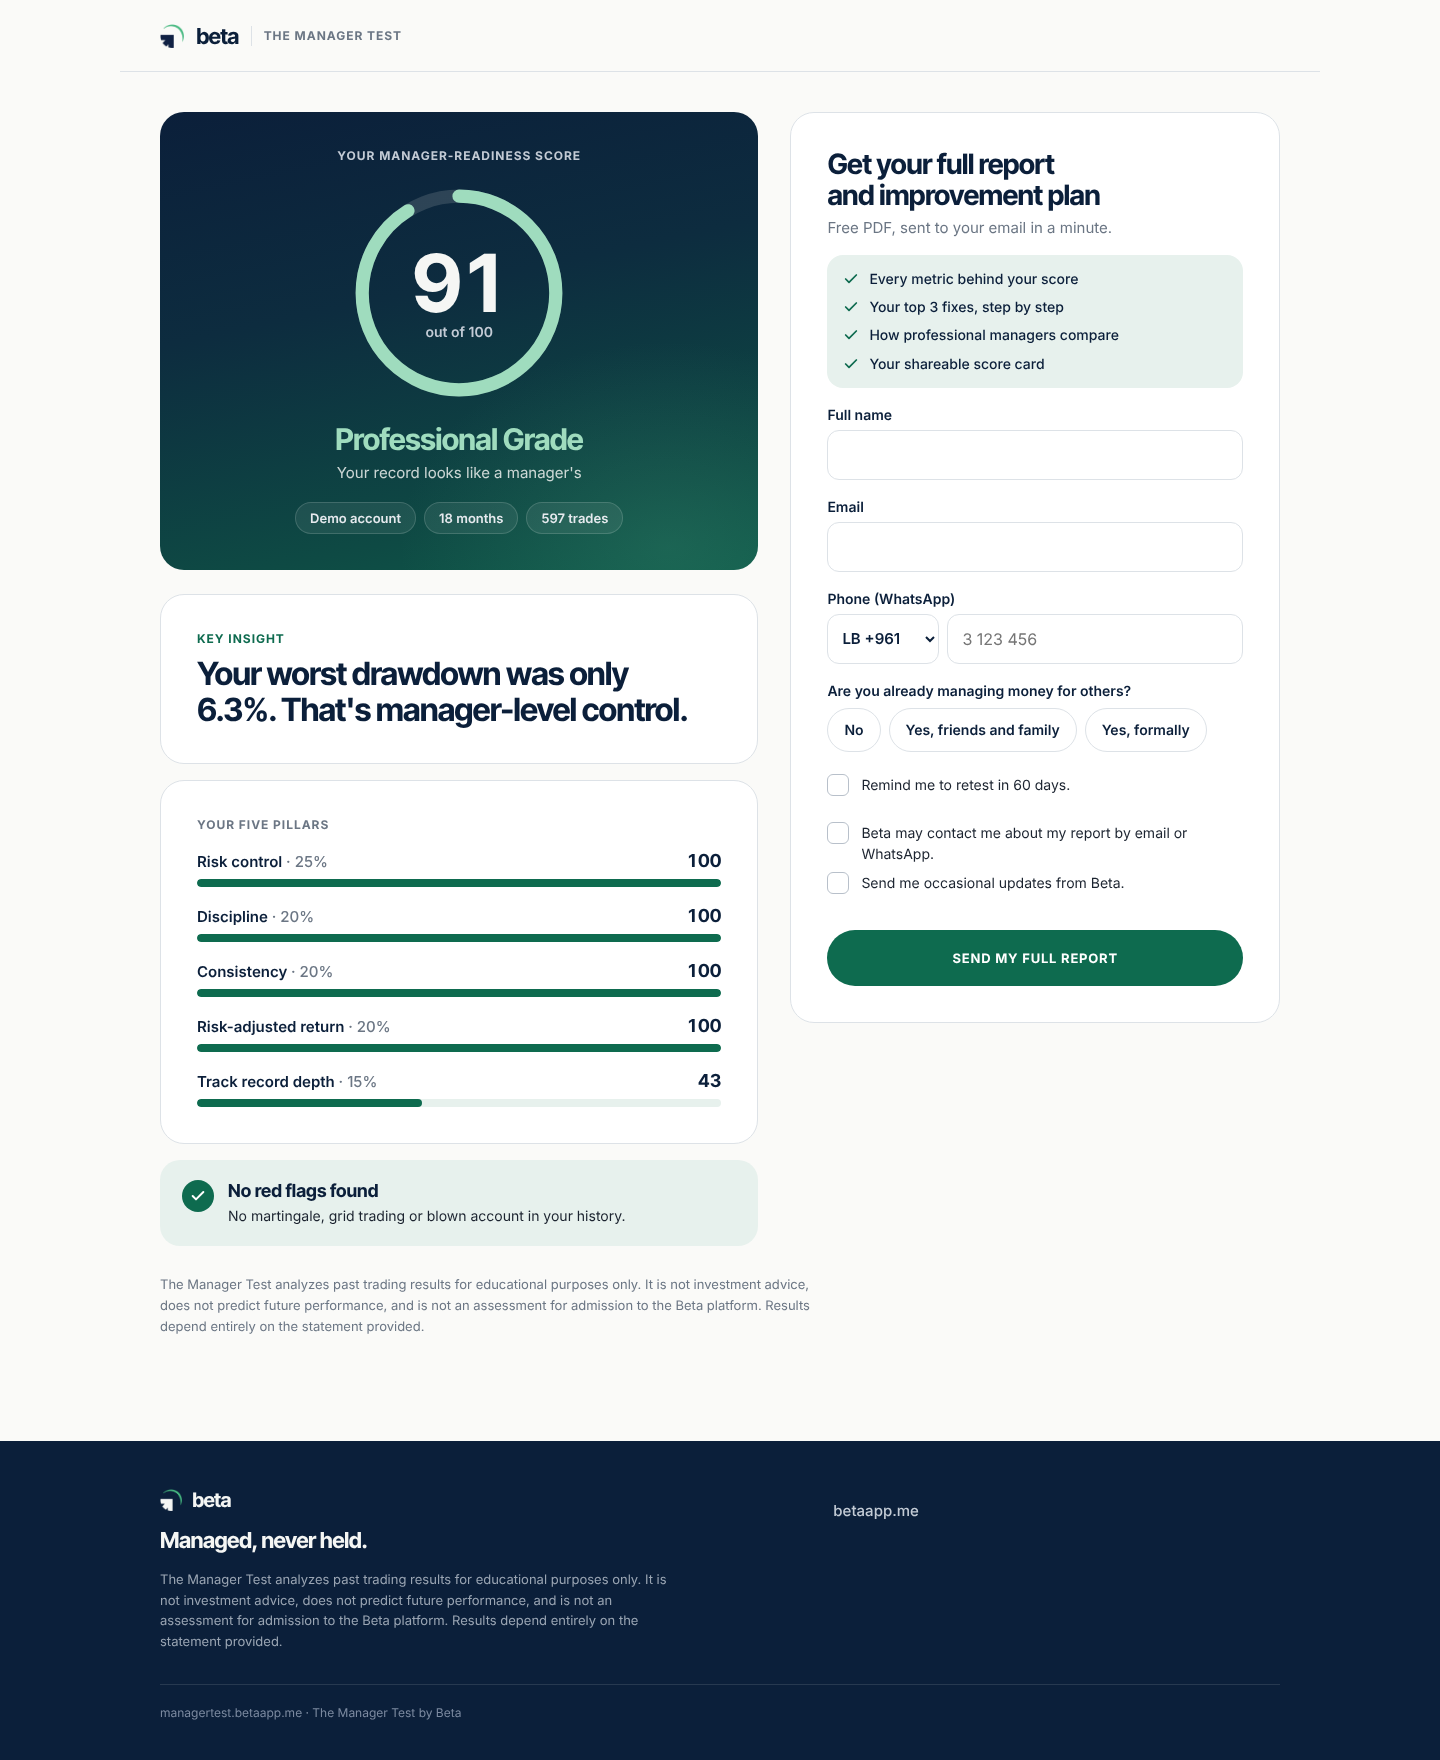 beta
THE MANAGER TEST
YOUR MANAGER-READINESS SCORE
91
out of 100
Professional Grade
Your record looks like a manager's
Demo account
18 months
597 trades
KEY INSIGHT
Your worst drawdown was only
6.3%. That's manager-level control.
YOUR FIVE PILLARS
Risk control · 25%
100
Discipline · 20%
100
Consistency · 20%
100
Risk-adjusted return · 20%
100
Track record depth · 15%
43
No red flags found
No martingale, grid trading or blown account in your history.
Get your full report
and improvement plan
Free PDF, sent to your email in a minute.
Every metric behind your score
Your top 3 fixes, step by step
How professional managers compare
Your shareable score card
Full name
Email
Phone (WhatsApp)
LB +961
3 123 456
Are you already managing money for others?
No
Yes, friends and family
Yes, formally
Remind me to retest in 60 days.
Beta may contact me about my report by email or
WhatsApp.
Send me occasional updates from Beta.
SEND MY FULL REPORT
The Manager Test analyzes past trading results for educational purposes only. It is not investment advice,
does not predict future performance, and is not an assessment for admission to the Beta platform. Results
depend entirely on the statement provided.
beta
Managed, never held.
The Manager Test analyzes past trading results for educational purposes only. It is
not investment advice, does not predict future performance, and is not an
assessment for admission to the Beta platform. Results depend entirely on the
statement provided.
betaapp.me
managertest.betaapp.me · The Manager Test by Beta